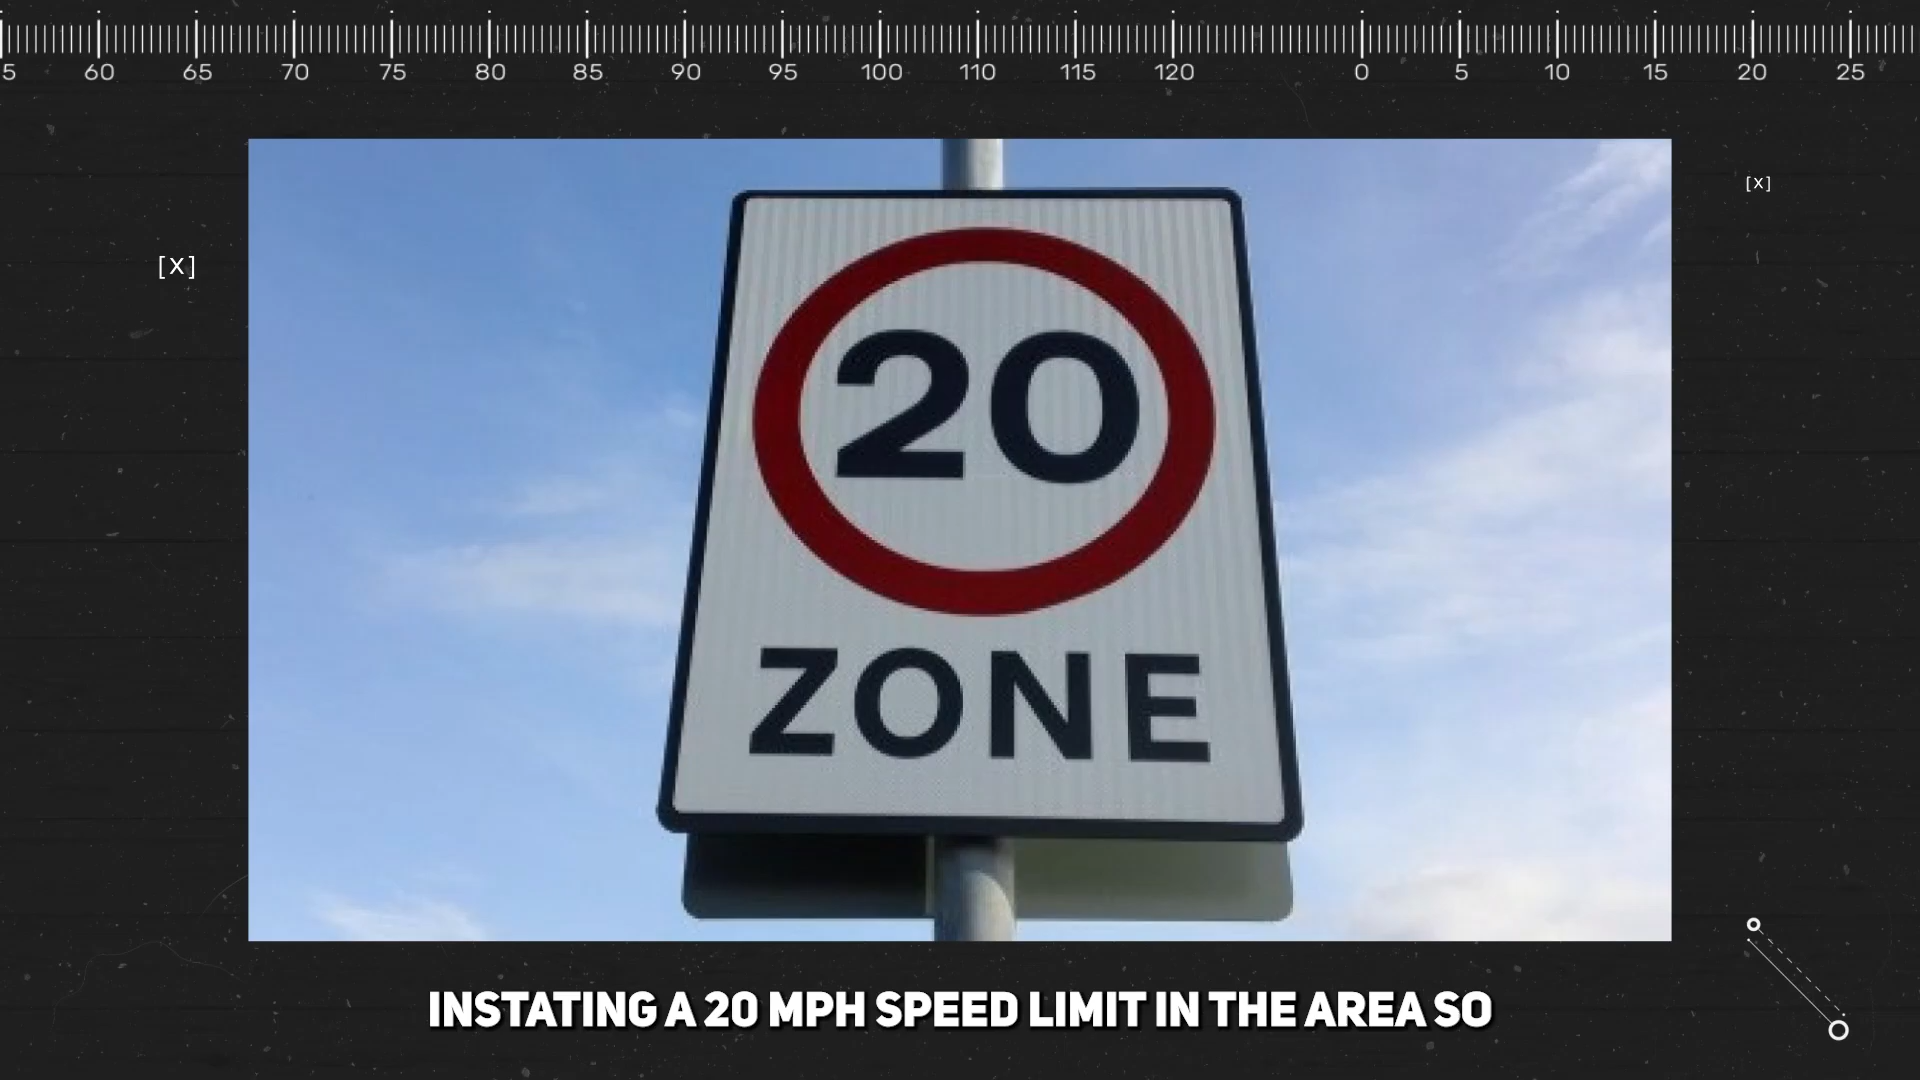 5 60 65 70 75 80 85 90 95 100 110 115 120 0 5 10 15 20 25
[X]
[X]
20
ZONE
INSTATING A 20 MPH SPEED LIMIT IN THE AREA SO